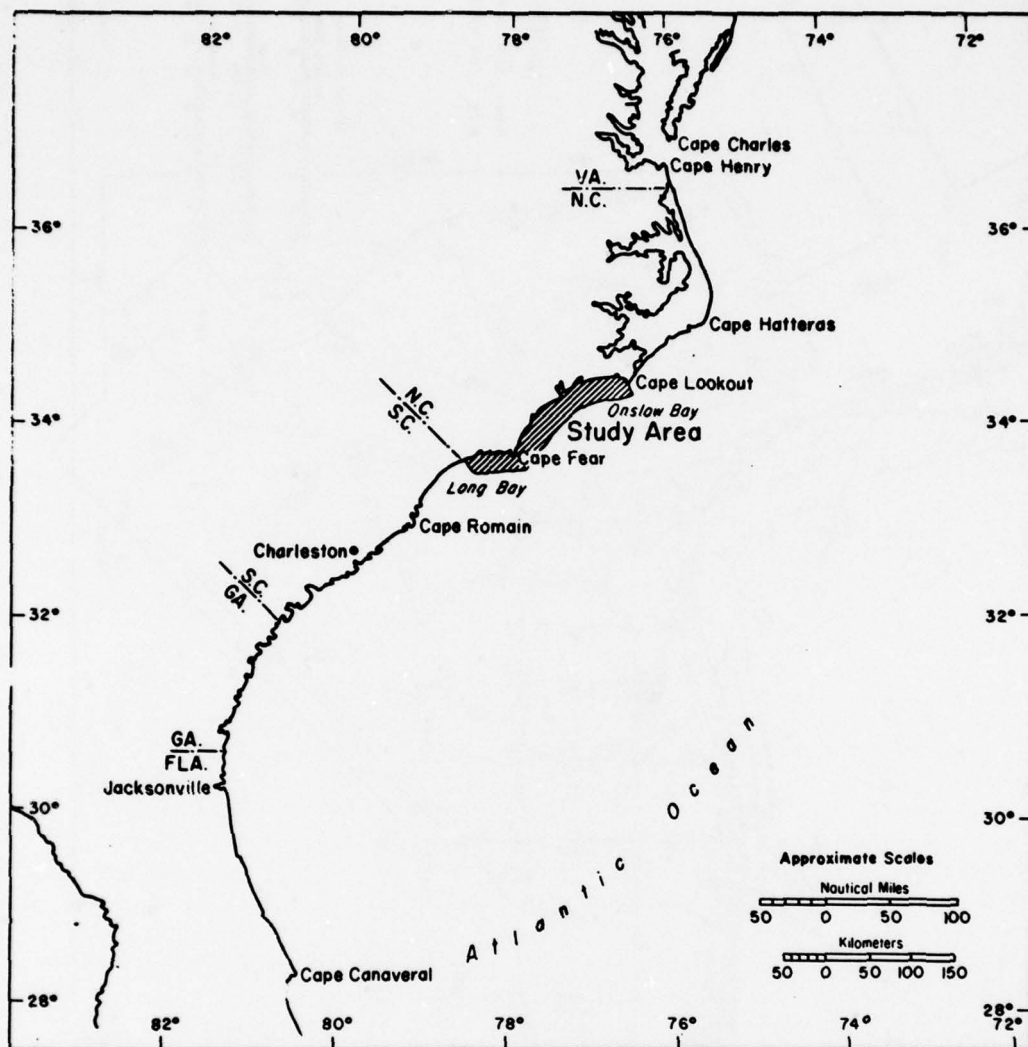 82° 80° 78° 76° 74° 72°
Cape Charles
Cape Henry
VA.
N.C.
36° 36°
Cape Hatteras
Cape Lookout
N.C.
S.C.
Onslow Bay
34° Study Area 34°
Cape Fear
Long Bay
Cape Romain
Charleston
S.C.
GA.
32° 32°
GA.
FLA.
Jacksonville
30° 30°
Atlantic Ocean
Approximate Scales
Nautical Miles
50 0 50 100
Kilometers
50 0 50 100 150
Cape Canaveral
28° 28°
82° 80° 78° 76° 74° 72°